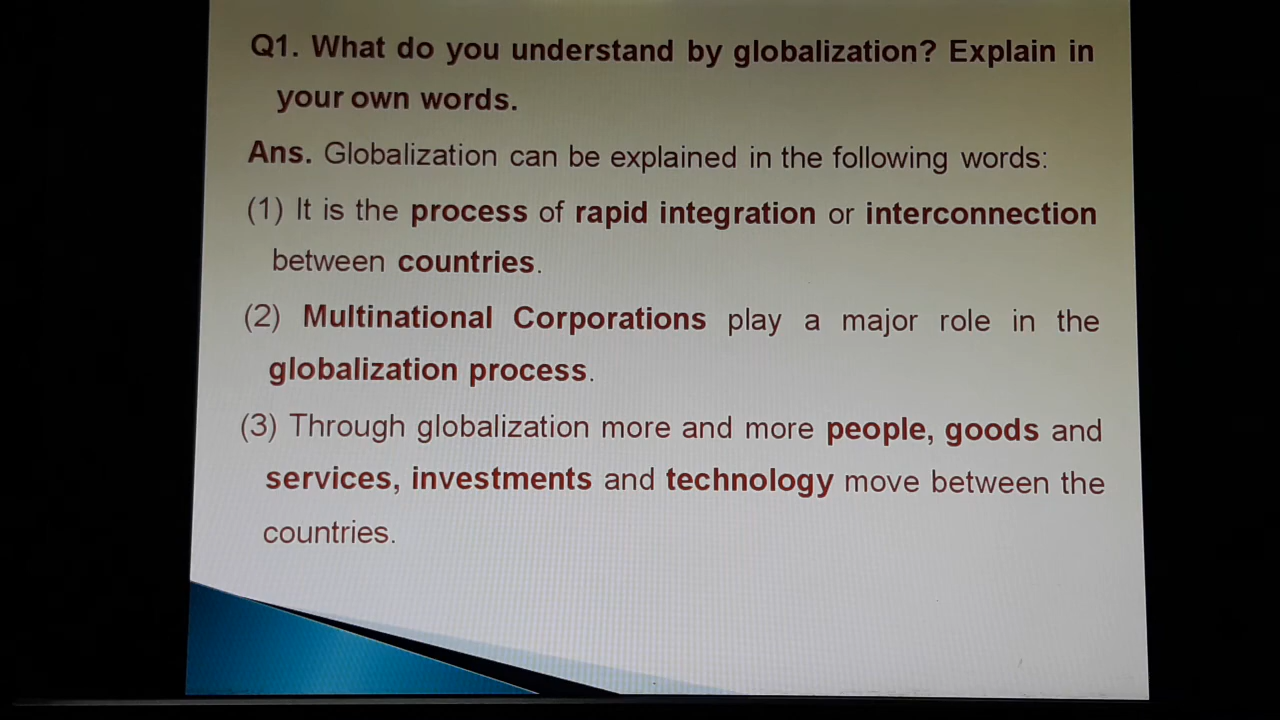 Q1. What do you understand by globalization? Explain in
your own words.
Ans. Globalization can be explained in the following words:
(1) It is the process of rapid integration or interconnection
between countries.
(2) Multinational Corporations play a major role in the
globalization process.
(3) Through globalization more and more people, goods and
services, investments and technology move between the
countries.